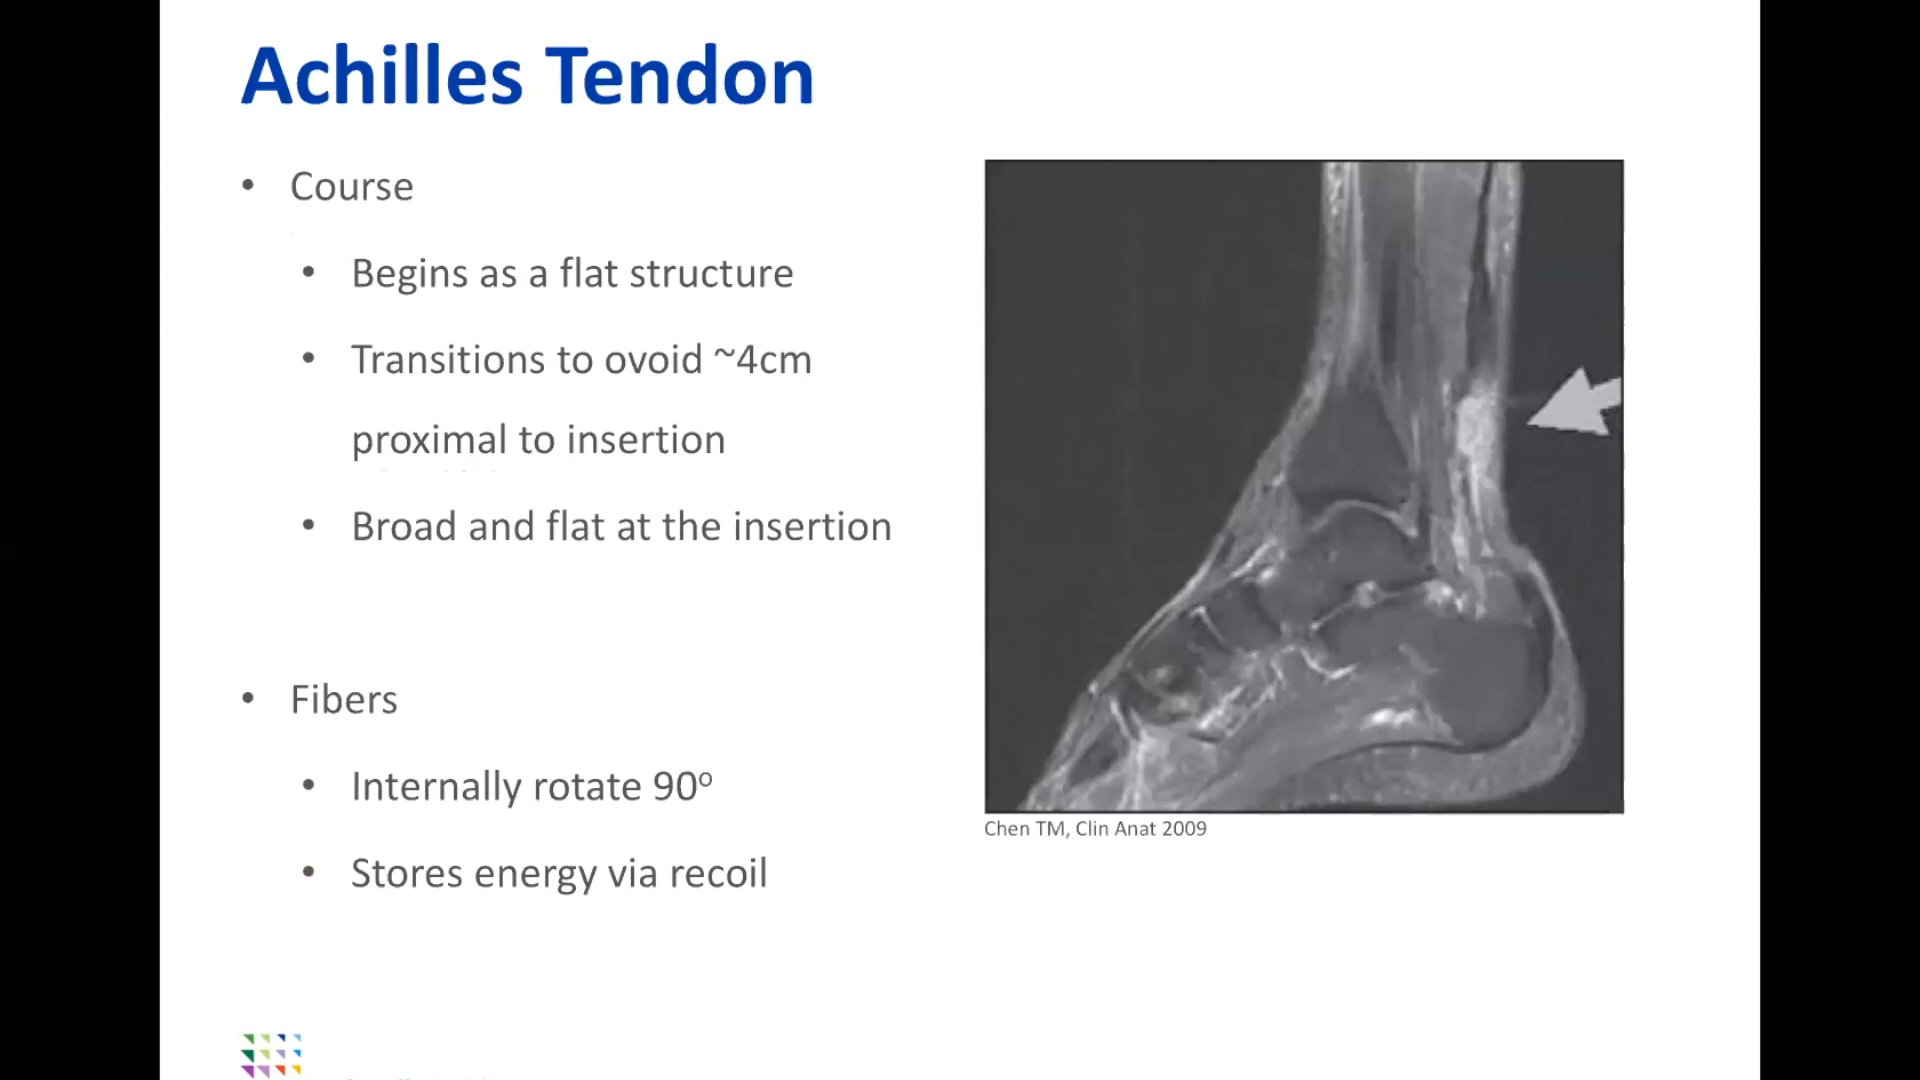 Achilles Tendon
• Course
• Begins as a flat structure
• Transitions to ovoid ~4cm
proximal to insertion
• Broad and flat at the insertion
• Fibers
• Internally rotate 90º
• Stores energy via recoil
Chen TM, Clin Anat 2009